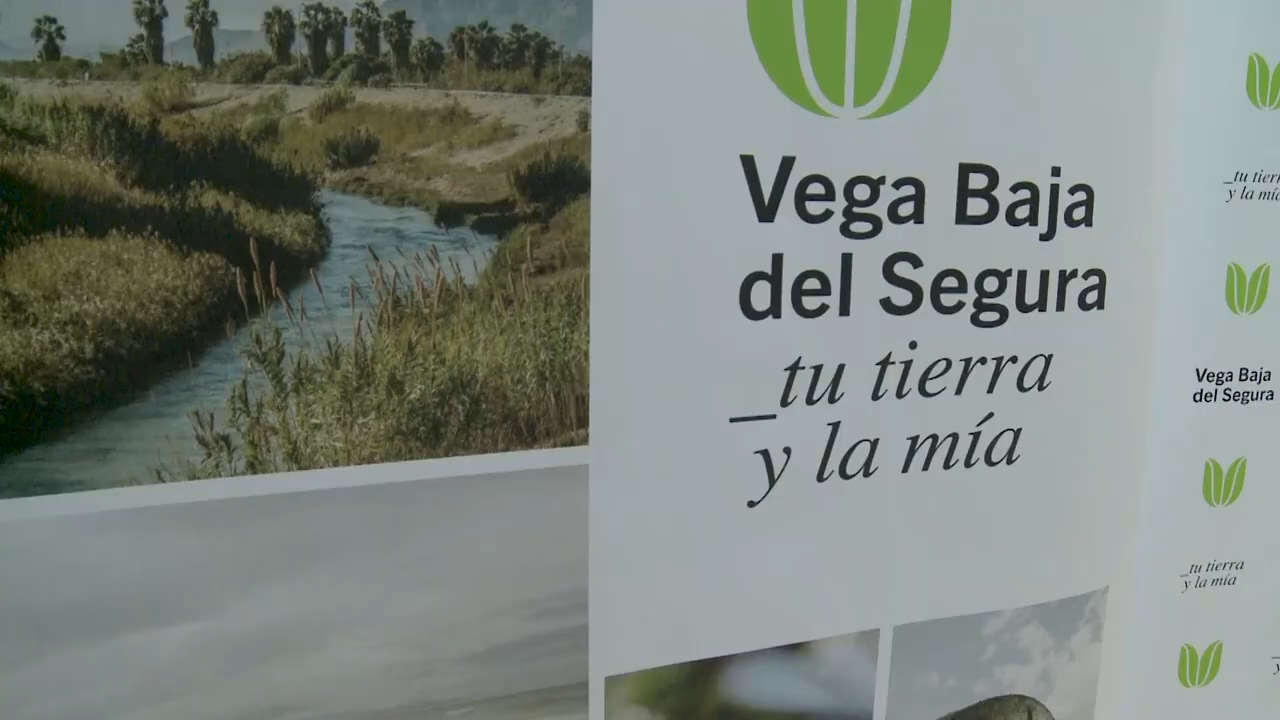 Vega Baja
del Segura
_tu tierra
y la mía
_tu tierr
y la mía
Vega Baja
del Segura
_tu tierra
y la mía